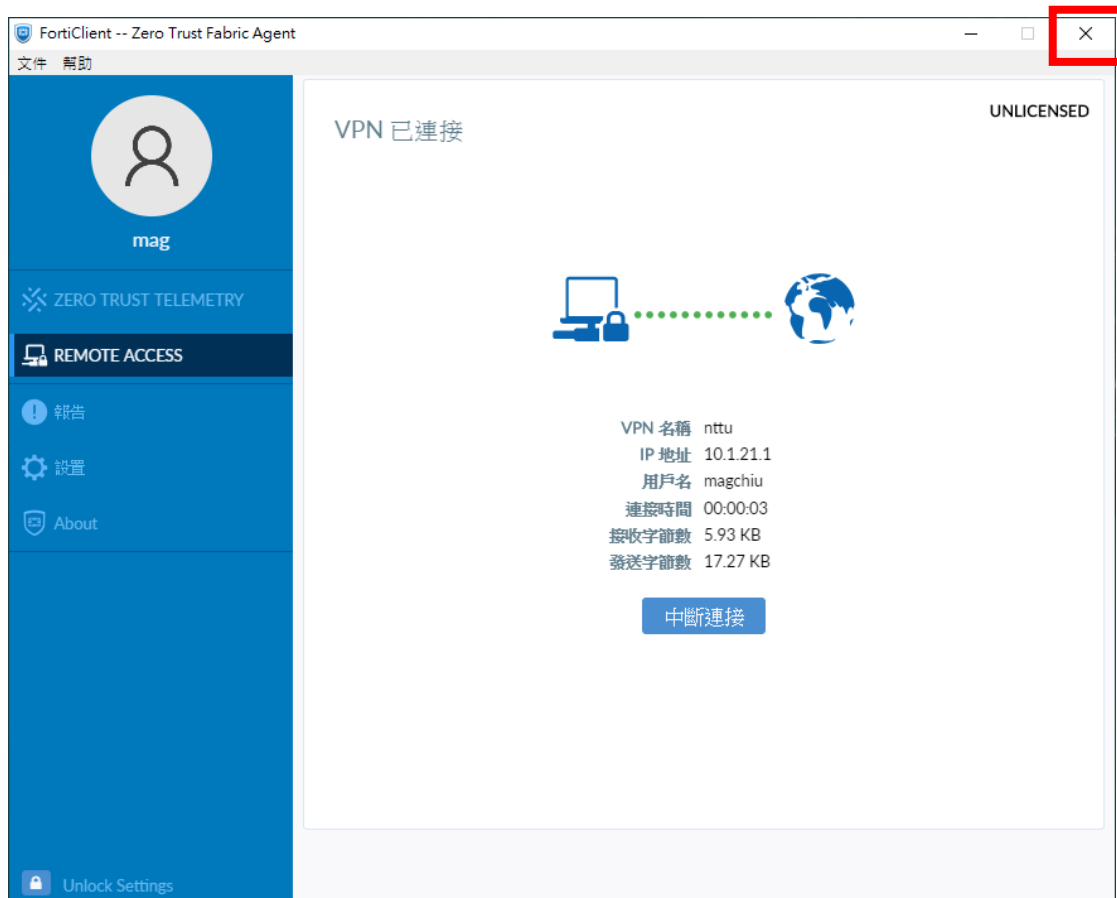 FortiClient -- Zero Trust Fabric Agent
文件 幫助
mag
ZERO TRUST TELEMETRY
REMOTE ACCESS
報告
設置
About
Unlock Settings
UNLICENSED
VPN 已連接
VPN 名稱 nttu
IP 地址 10.1.21.1
用戶名 magchiu
連接時間 00:00:03
接收字節數 5.93 KB
發送字節數 17.27 KB
中斷連接